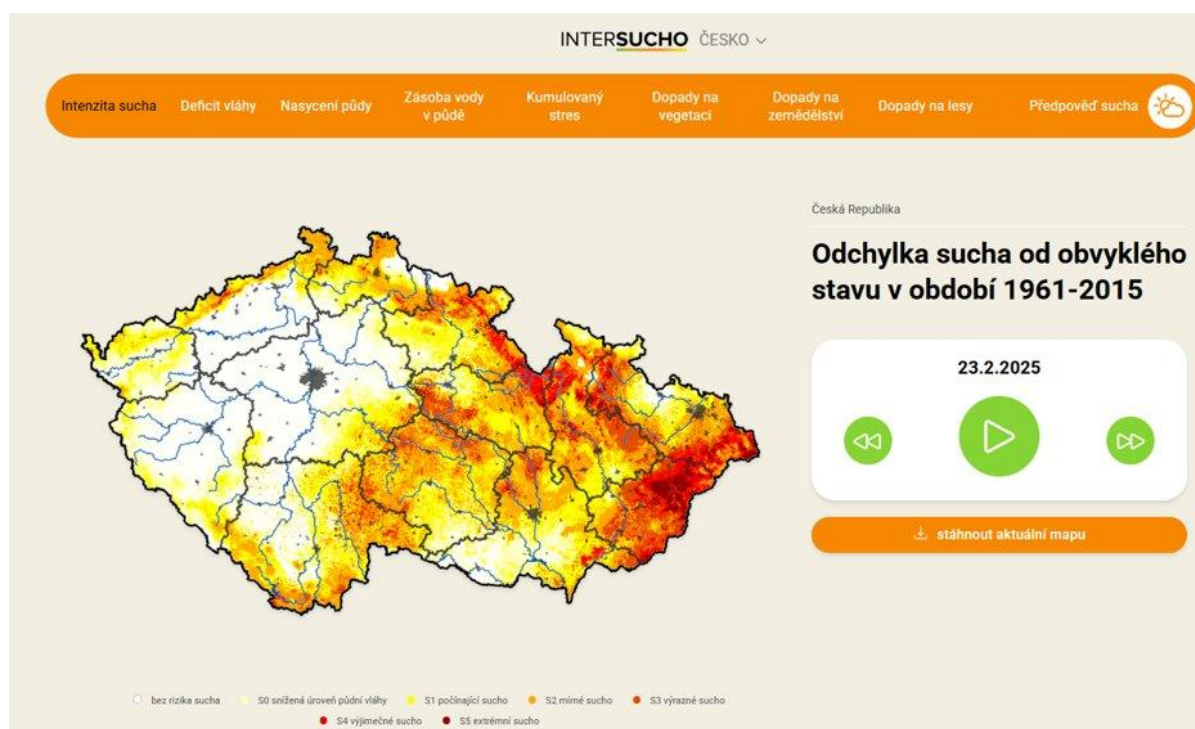 INTERSUCHO ČESKO
Intenzita sucha
Deficit vláhy
Nasycení půdy
Zásoba vody
v půdě
Kumulovaný
stres
Dopady na
vegetaci
Dopady na
zemědělství
Dopady na lesy
Předpověď sucha
Česká Republika
Odchylka sucha od obvyklého
stavu v období 1961-2015
23.2.2025
stáhnout aktuální mapu
bez rizika sucha
S0 snížená úroveň půdní vláhy
S1 počínající sucho
S2 mírné sucho
S3 výrazné sucho
S4 výjimečné sucho
S5 extrémní sucho